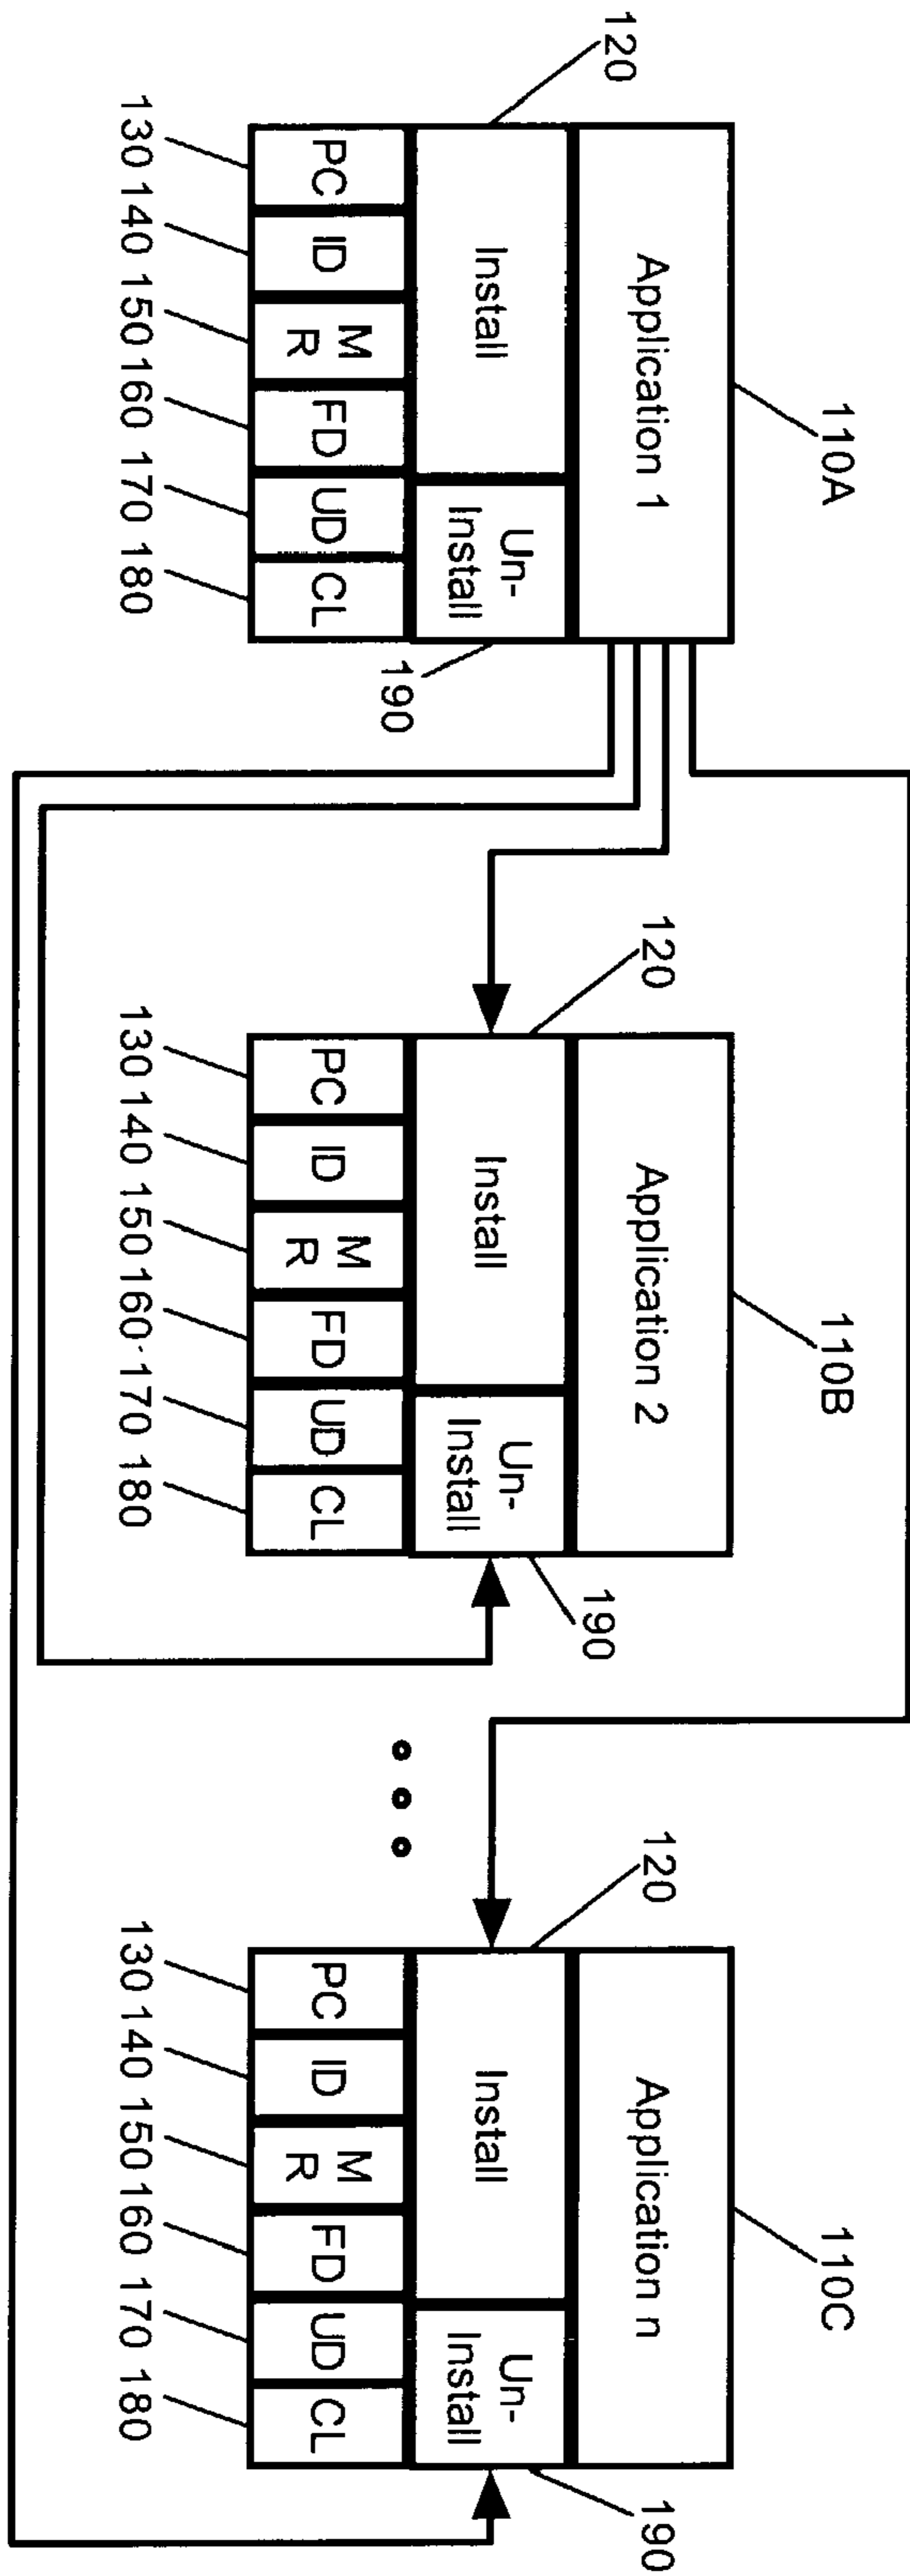 110A
Application 1
120
Install
Un-
Install
190
PC
ID
M
R
FD
UD
CL
130
140
150
160
170
180
110B
Application 2
120
Install
Un-
Install
190
PC
ID
M
R
FD
UD
CL
130
140
150
160
170
180
110C
Application n
120
Install
Un-
Install
190
PC
ID
M
R
FD
UD
CL
130
140
150
160
170
180